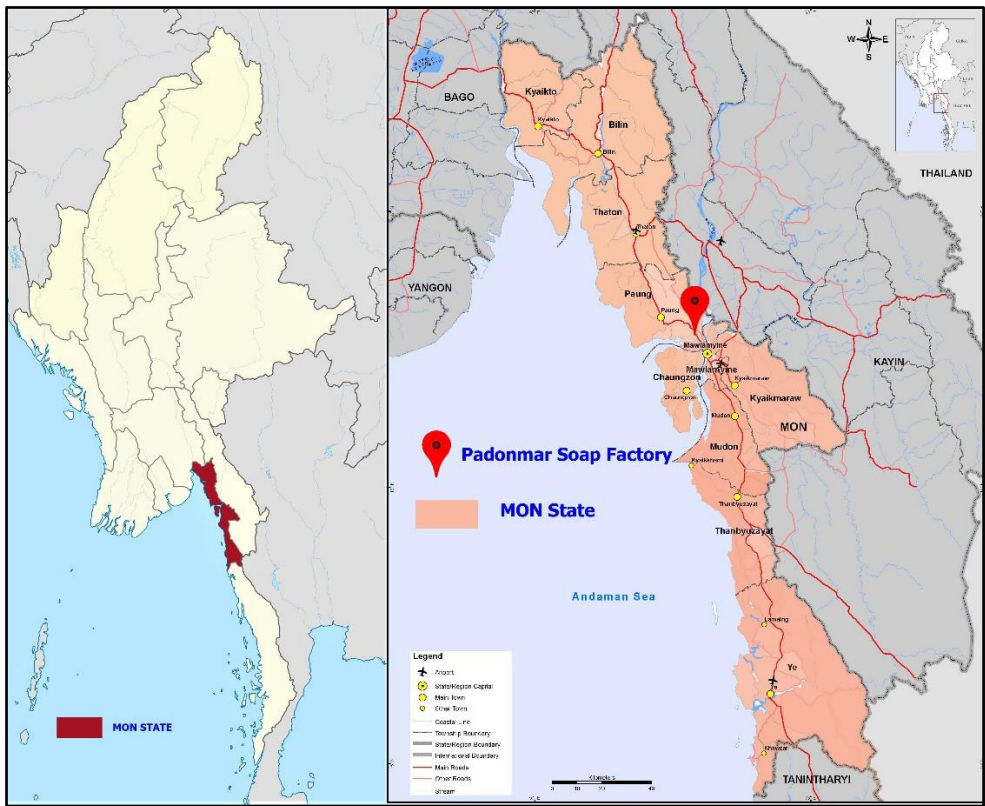 MON STATE
N
W E
S
THAILAND
BAGO
Kyaikto
Kyaikto
Bilin
Bilin
Thaton
Thaton
YANGON
Paung
Paung
Mawlamyine
Mawlamyine
KAYIN
Chaungzon
Chaungzon
Kyaikmaraw
Kyaikmaraw
MON
Mudon
Mudon
Padonmar Soap Factory
Kyaikkhami
MON State
Thanbyuzayat
Thanbyuzayat
Andaman Sea
Lamaing
Ye
Khawzar
TANINTHARYI
Legend
Airport
State/Region Capital
Main Town
Other Town
Coastal Line
Township Boundary
State/Region Boundary
International Boundary
Main Roads
Other Roads
Stream
Kilometers